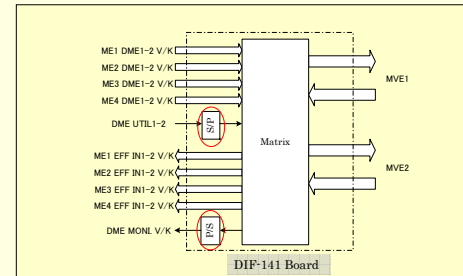 ME1 DME1-2 V/K
ME2 DME1-2 V/K
ME3 DME1-2 V/K
ME4 DME1-2 V/K
DME UTIL1-2
S/P
ME1 EFF IN1-2 V/K
ME2 EFF IN1-2 V/K
ME3 EFF IN1-2 V/K
ME4 EFF IN1-2 V/K
DME MONI. V/K
P/S
Matrix
MVE1
MVE2
DIF-141 Board